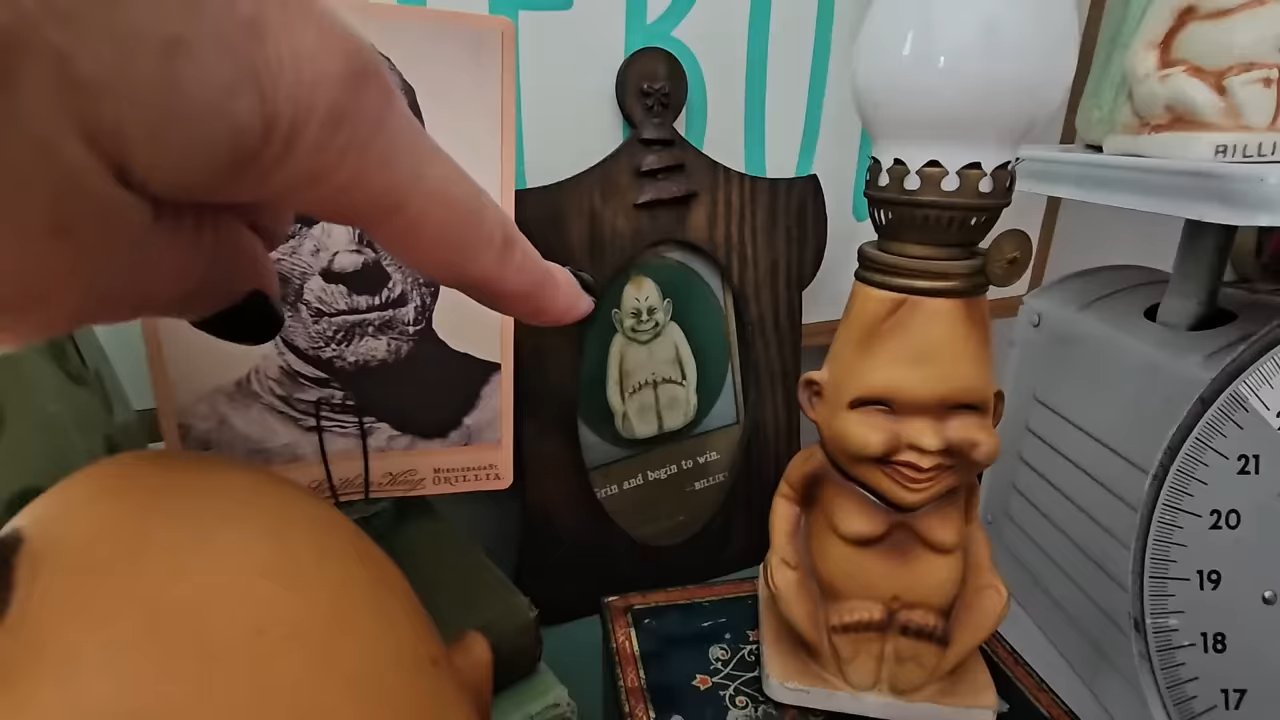 BILLI
MISSISSAGA ST.
ORILLIA
Grin and begin to win.
—BILLIK
21
20
19
18
17